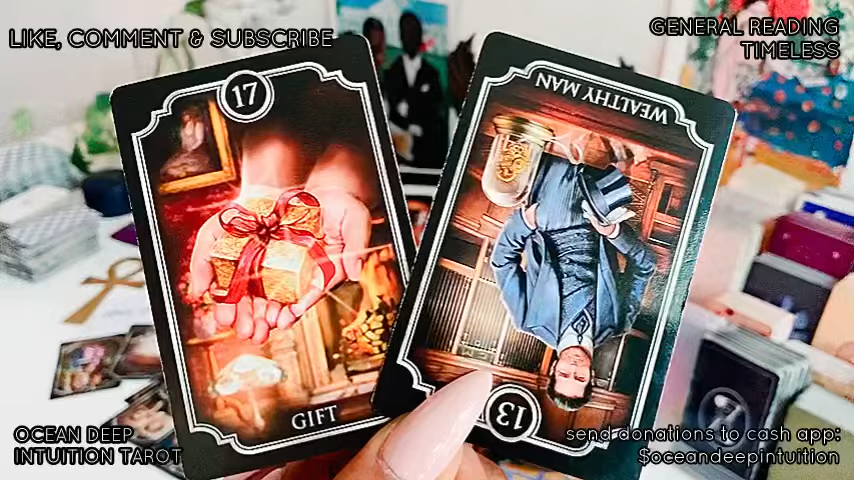 LIKE, COMMENT & SUBSCRIBE
GENERAL READING
TIMELESS
17
GIFT
WEALTHY MAN
13
OCEAN DEEP
INTUITION TAROT
send donations to cash app:
$oceandeepintuition